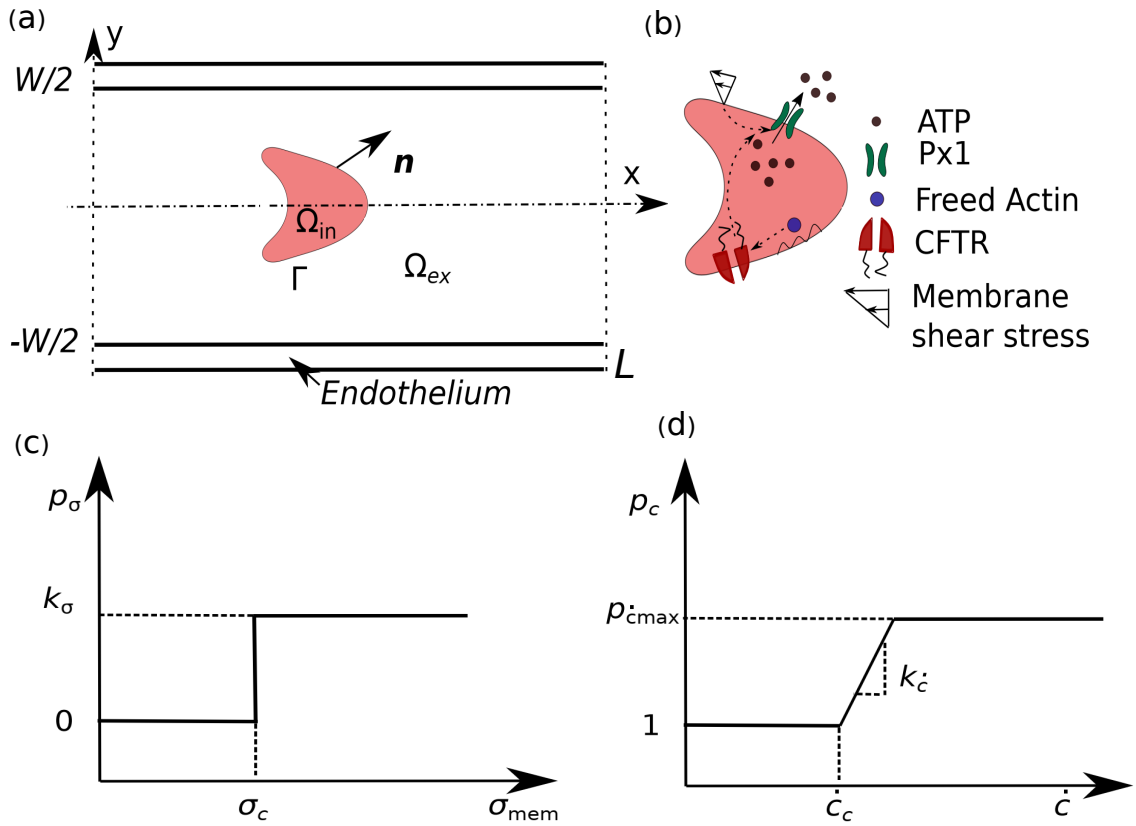 (a)
y
W/2
n
x
Ωin
Γ
Ωex
-W/2
L
Endothelium
(b)
ATP
Px1
Freed Actin
CFTR
Membrane
shear stress
(c)
pσ
kσ
0
σc
σmem
(d)
pc
pċmax
kċ
1
ċc
ċ